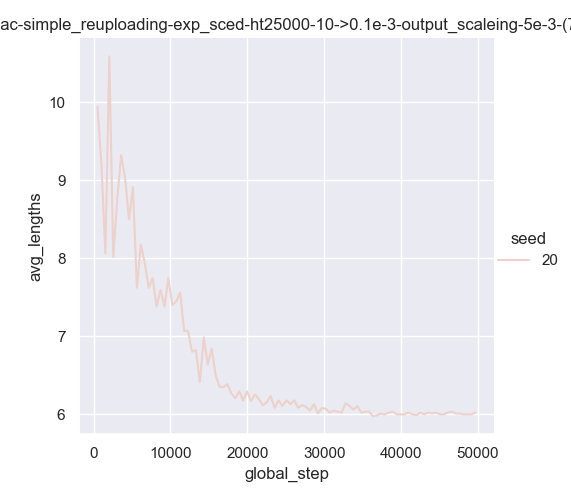 ac-simple_reuploading-exp_sced-ht25000-10->0.1e-3-output_scaleing-5e-3-(7
10
9
8
7
6
avg_lengths
0 10000 20000 30000 40000 50000
global_step
seed
20